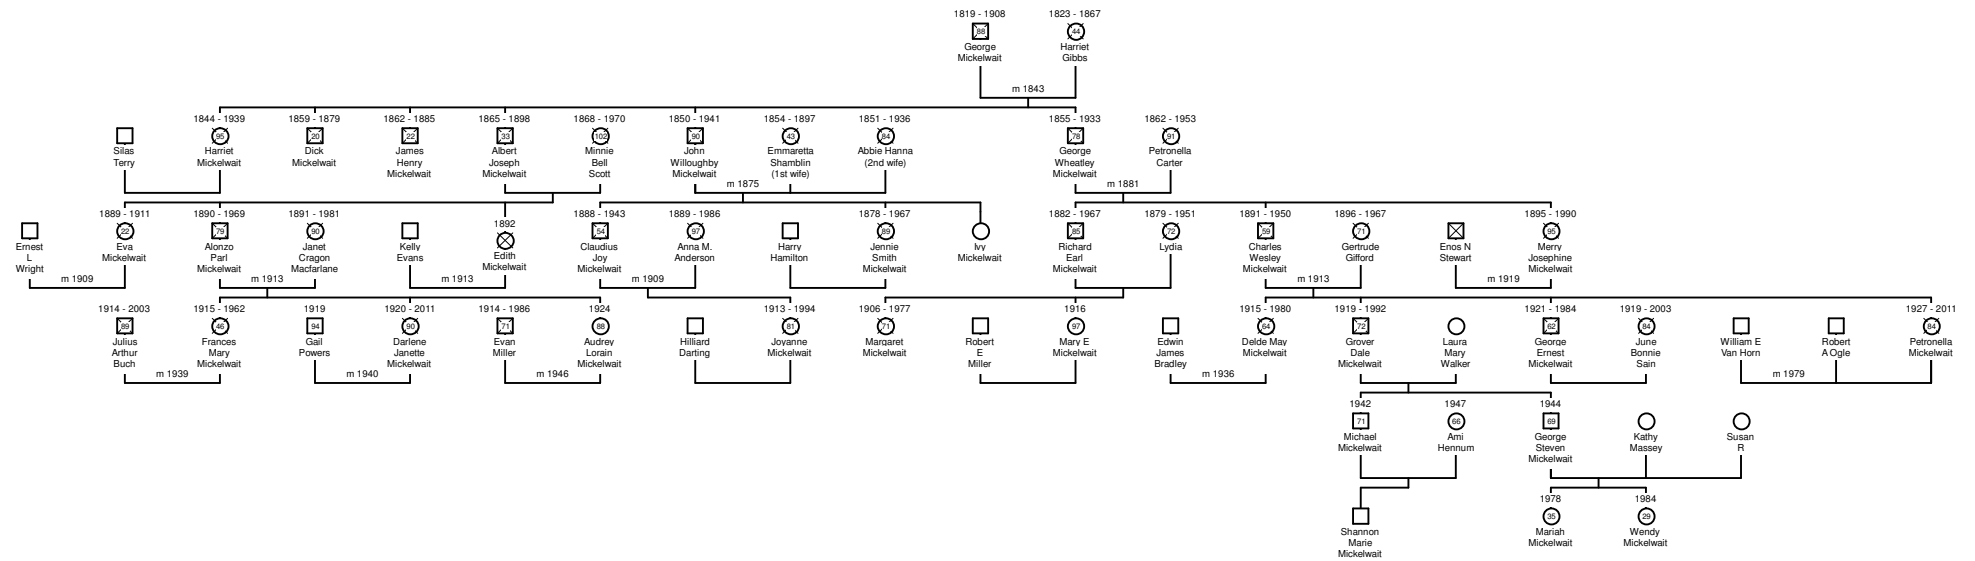 1819 - 1908
88
George
Mickelwait
1823 - 1867
44
Harriet
Gibbs
m 1843
Silas
Terry
1844 - 1939
95
Harriet
Mickelwait
1859 - 1879
20
Dick
Mickelwait
1862 - 1885
22
James
Henry
Mickelwait
1865 - 1898
33
Albert
Joseph
Mickelwait
1868 - 1970
102
Minnie
Bell
Scott
1850 - 1941
90
John
Willoughby
Mickelwait
1854 - 1897
43
Emmaretta
Shamblin
(1st wife)
1851 - 1936
84
Abbie Hanna
(2nd wife)
m 1875
1855 - 1933
78
George
Wheatley
Mickelwait
1862 - 1953
91
Petronella
Carter
m 1881
Ernest
L
Wright
1889 - 1911
22
Eva
Mickelwait
m 1909
1890 - 1969
79
Alonzo
Parl
Mickelwait
1891 - 1981
90
Janet
Cragon
Macfarlane
m 1913
Kelly
Evans
1892
Edith
Mickelwait
m 1913
1888 - 1943
54
Claudius
Joy
Mickelwait
1889 - 1986
97
Anna M.
Anderson
m 1909
Harry
Hamilton
1878 - 1967
89
Jennie
Smith
Mickelwait
Ivy
Mickelwait
1882 - 1967
85
Richard
Earl
Mickelwait
1879 - 1951
72
Lydia
1891 - 1950
59
Charles
Wesley
Mickelwait
1896 - 1967
71
Gertrude
Gifford
m 1913
Enos N
Stewart
1895 - 1990
95
Merry
Josephine
Mickelwait
m 1919
1914 - 2003
89
Julius
Arthur
Buch
1915 - 1962
46
Frances
Mary
Mickelwait
m 1939
1919
94
Gail
Powers
1920 - 2011
90
Darlene
Janette
Mickelwait
m 1940
1914 - 1986
71
Evan
Miller
1924
88
Audrey
Lorain
Mickelwait
m 1946
Hilliard
Darting
1913 - 1994
81
Joyanne
Mickelwait
1906 - 1977
71
Margaret
Mickelwait
Robert
E
Miller
1916
97
Mary E
Mickelwait
Edwin
James
Bradley
1915 - 1980
64
Delde May
Mickelwait
m 1936
1919 - 1992
72
Grover
Dale
Mickelwait
Laura
Mary
Walker
1921 - 1984
62
George
Ernest
Mickelwait
1919 - 2003
84
June
Bonnie
Sain
William E
Van Horn
Robert
A Ogle
1927 - 2011
84
Petronella
Mickelwait
m 1979
1942
71
Michael
Mickelwait
1947
66
Ami
Hennum
1944
69
George
Steven
Mickelwait
Kathy
Massey
Susan
R
Shannon
Marie
Mickelwait
1978
35
Mariah
Mickelwait
1984
29
Wendy
Mickelwait